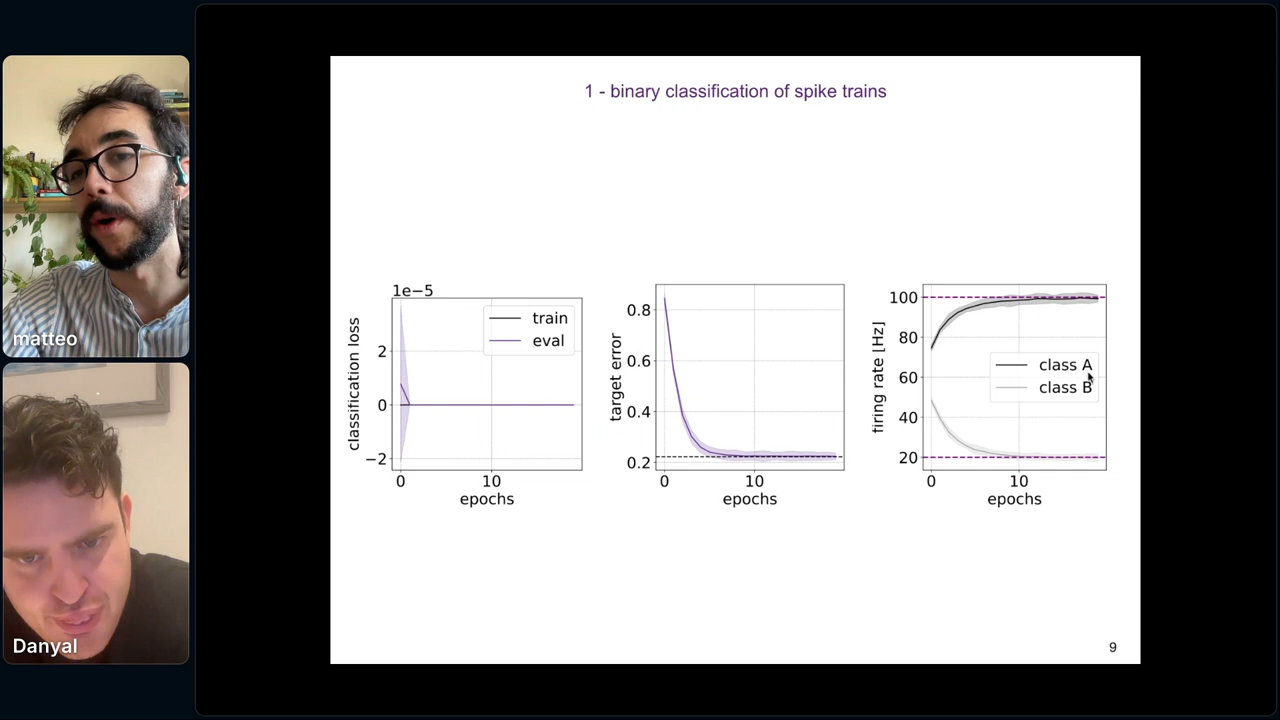 matteo
Danyal
1 - binary classification of spike trains
1e−5
classification loss
2
0
−2
train
eval
0
10
epochs
target error
0.8
0.6
0.4
0.2
0
10
epochs
firing rate [Hz]
100
80
60
40
20
class A
class B
0
10
epochs
9